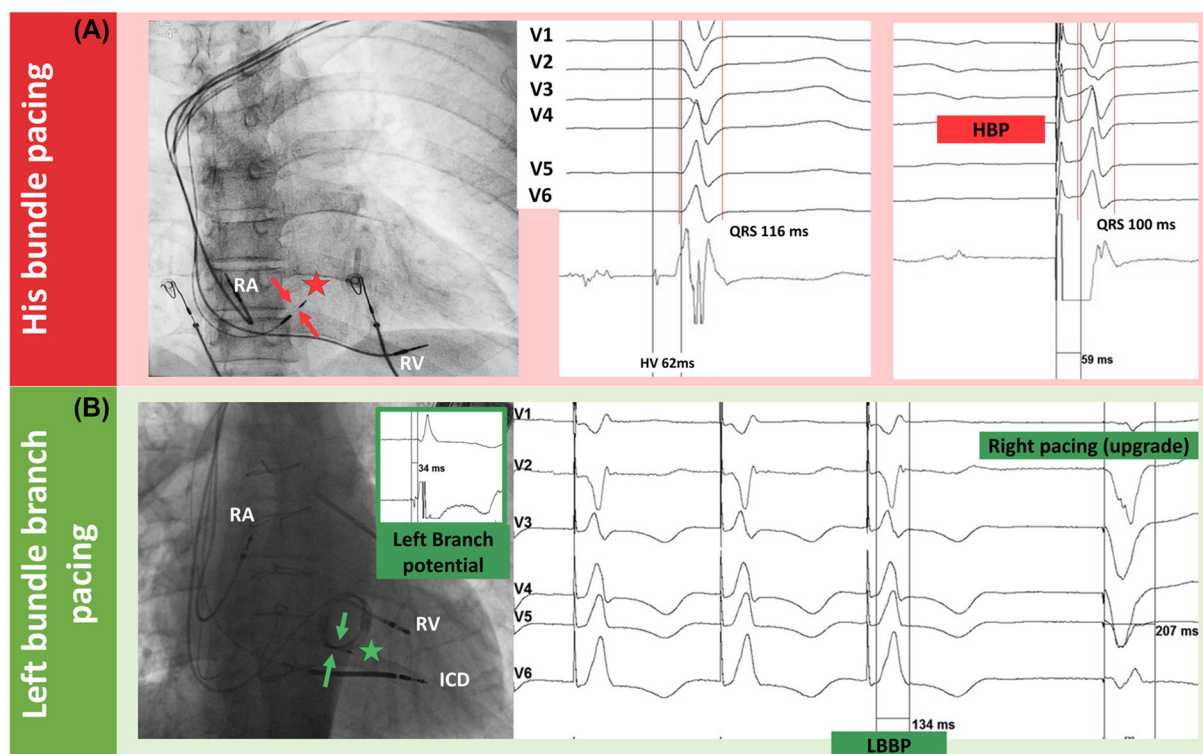 His bundle pacing
(A)
RA
RV
V1
V2
V3
V4
V5
V6
QRS 116 ms
HV 62ms
HBP
QRS 100 ms
59 ms
Left bundle branch
pacing
(B)
RA
34 ms
Left Branch
potential
RV
ICD
V1
V2
V3
V4
V5
V6
Right pacing (upgrade)
207 ms
134 ms
LBBP